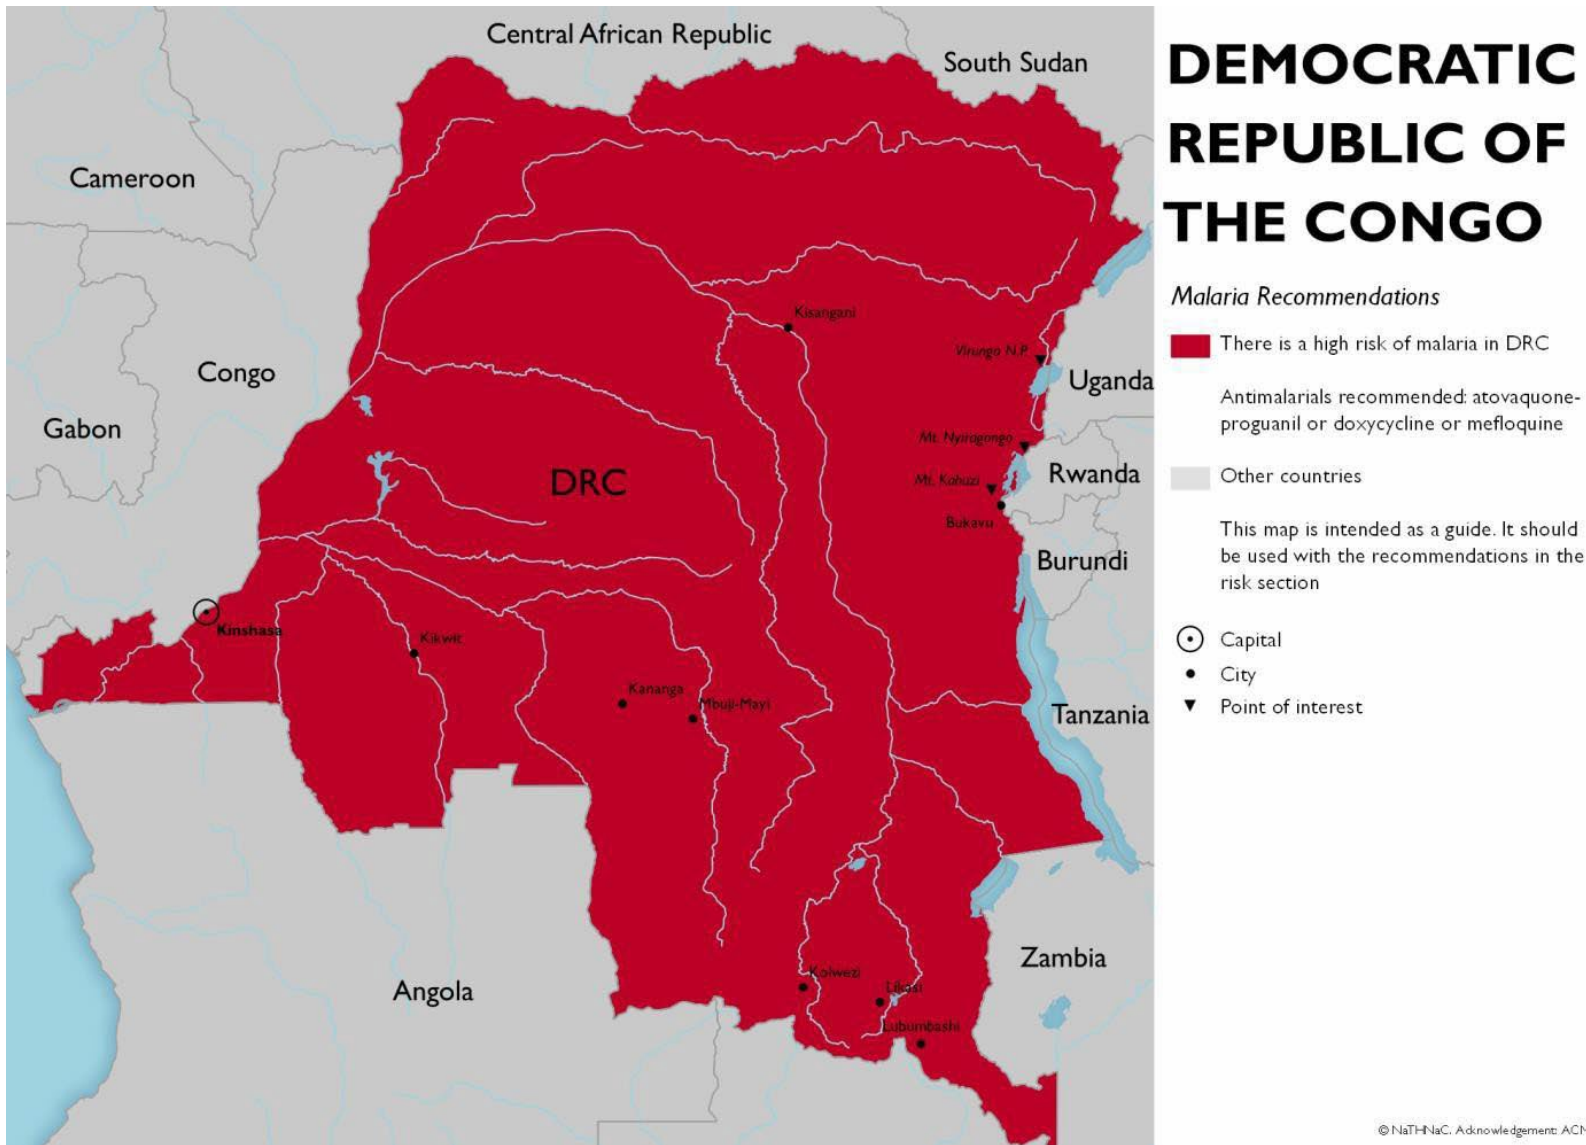 Central African Republic
South Sudan
Cameroon
Congo
Gabon
Kisangani
Virunga N.P.
Uganda
Mt. Nyiragongo
Mt. Kahuzi
Rwanda
DRC
Bukavu
Burundi
Kinshasa
Kikwit
Kananga
Mbuji-Mayi
Tanzania
Angola
Kolwezi
Likasi
Lubumbashi
Zambia
DEMOCRATIC
REPUBLIC OF
THE CONGO
Malaria Recommendations
There is a high risk of malaria in DRC
Antimalarials recommended: atovaquone-
proguanil or doxycycline or mefloquine
Other countries
This map is intended as a guide. It should
be used with the recommendations in the
risk section
Capital
City
Point of interest
© NaTHNaC. Acknowledgement: